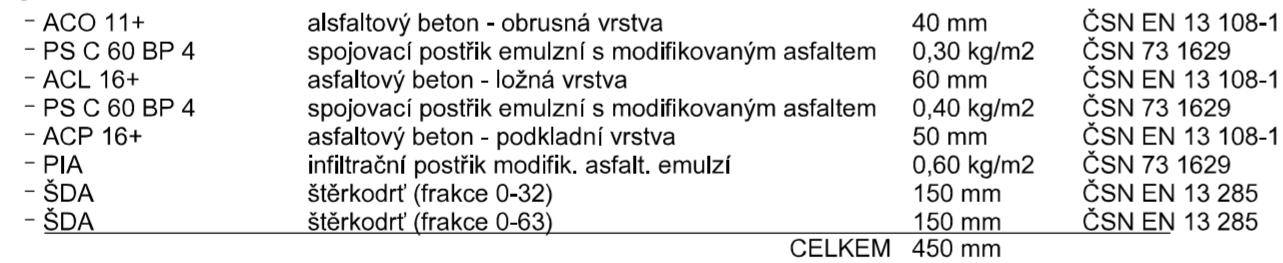 - ACO 11+ alsfaltový beton - obrusná vrstva 40 mm ČSN EN 13 108-1
- PS C 60 BP 4 spojovací postřik emulzní s modifikovaným asfaltem 0,30 kg/m2 ČSN 73 1629
- ACL 16+ asfaltový beton - ložná vrstva 60 mm ČSN EN 13 108-1
- PS C 60 BP 4 spojovací postřik emulzní s modifikovaným asfaltem 0,40 kg/m2 ČSN 73 1629
- ACP 16+ asfaltový beton - podkladní vrstva 50 mm ČSN EN 13 108-1
- PIA infiltrační postřik modifik. asfalt. emulzí 0,60 kg/m2 ČSN 73 1629
- ŠDA štěrkodrť (frakce 0-32) 150 mm ČSN EN 13 285
- ŠDA štěrkodrť (frakce 0-63) 150 mm ČSN EN 13 285
CELKEM 450 mm